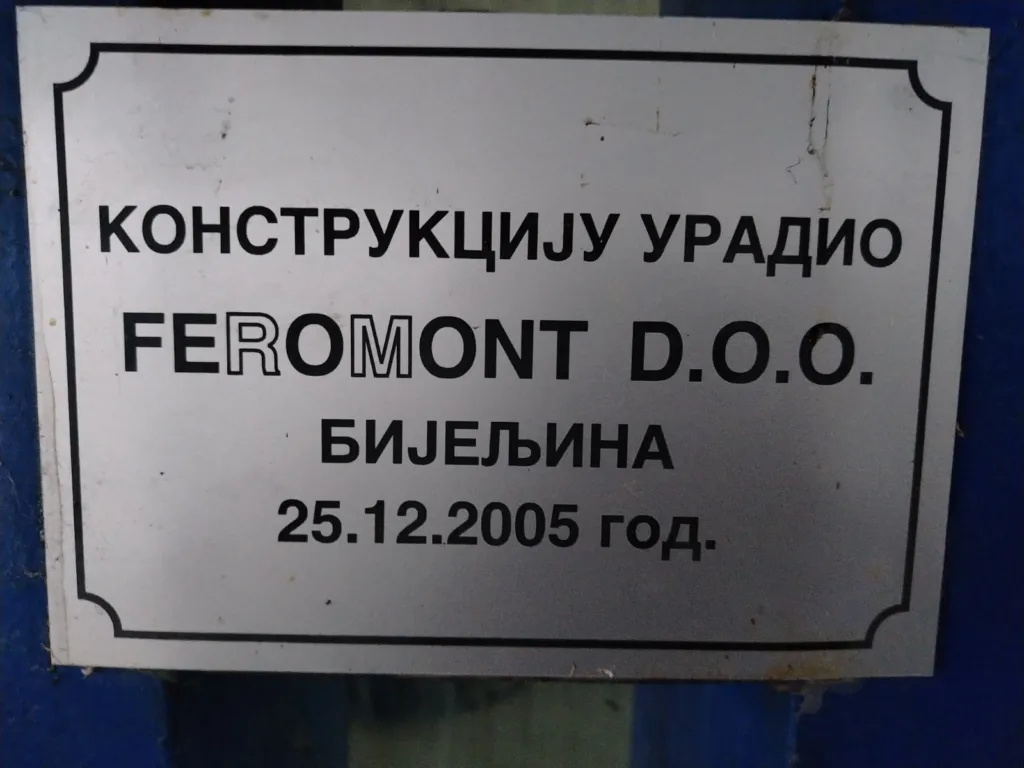 КОНСТРУКЦИЈУ УРАДИО
FEROMONT D.O.O.
БИЈЕЉИНА
25.12.2005 год.